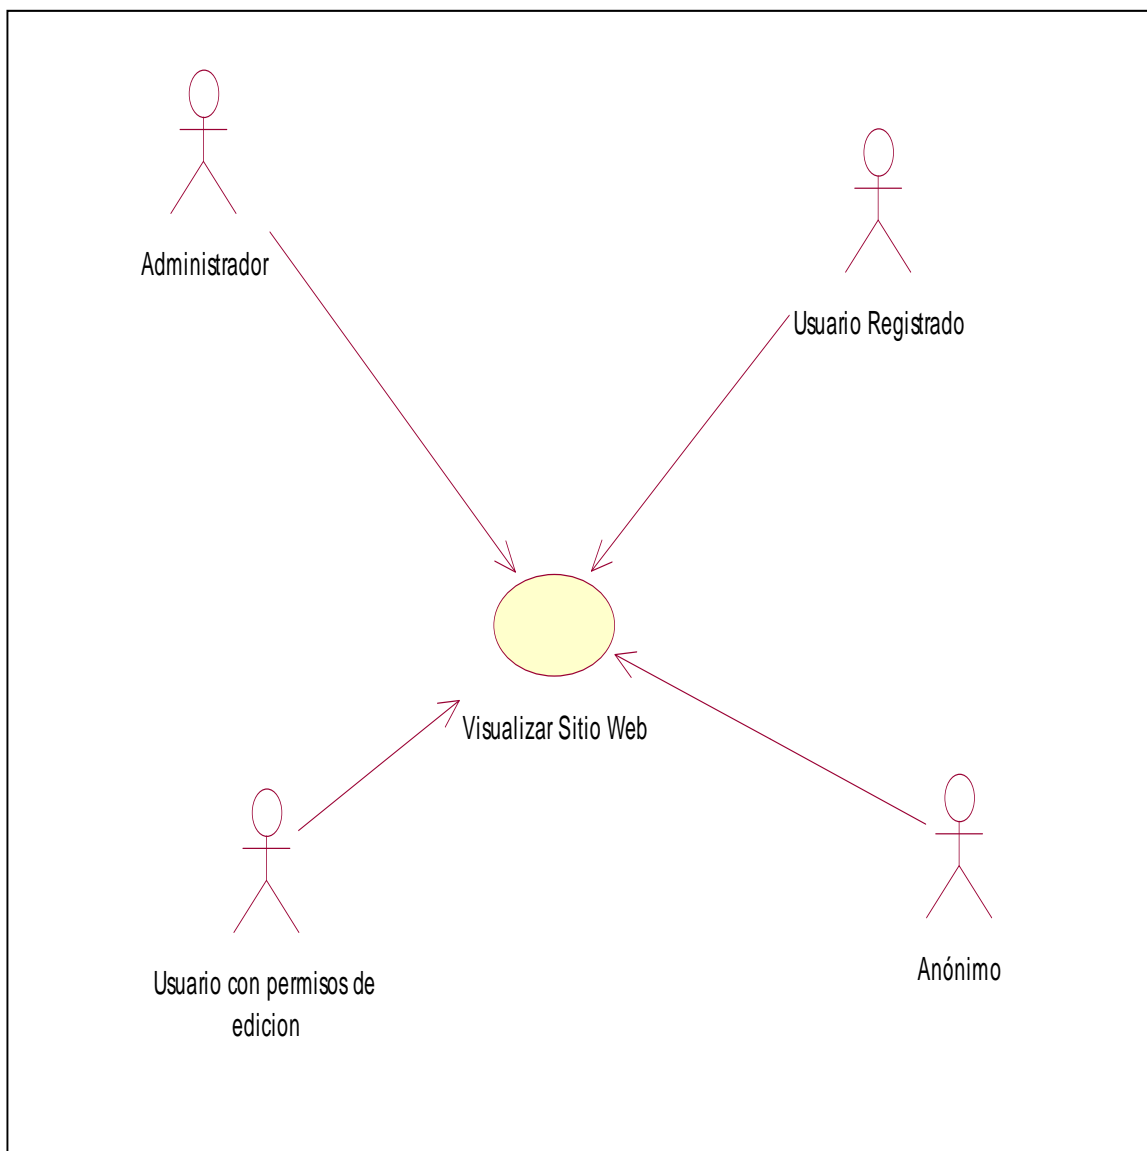 Administrador
Usuario Registrado
Visualizar Sitio Web
Usuario con permisos de
edicion
Anónimo